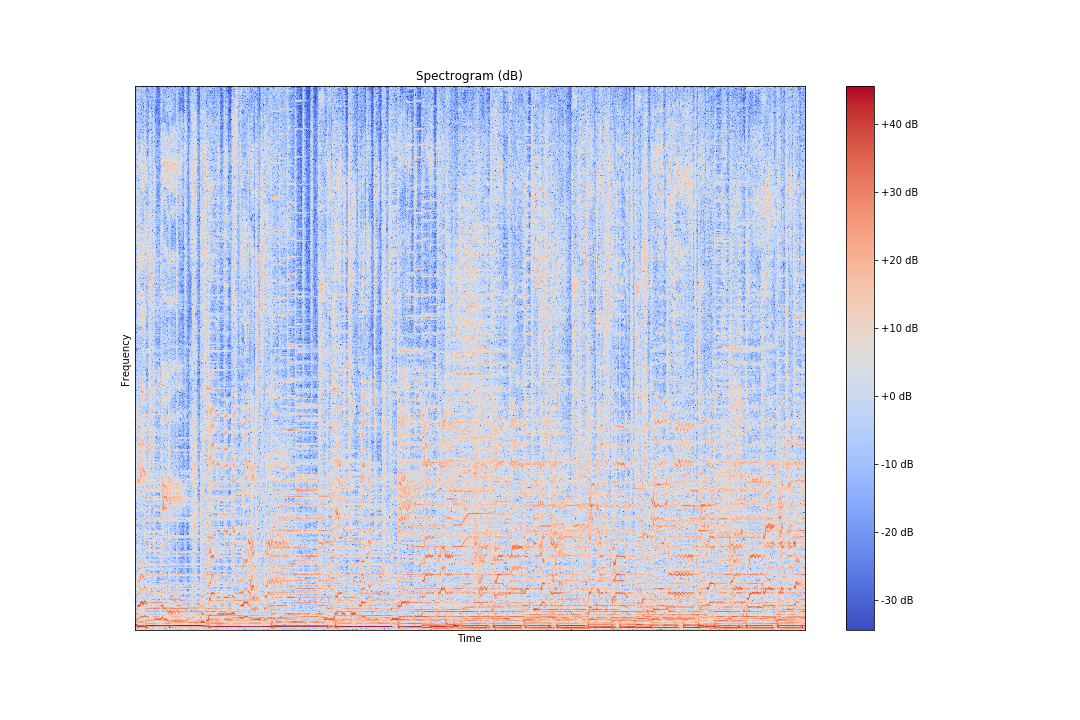 Spectrogram (dB)
Frequency
Time
+40 dB
+30 dB
+20 dB
+10 dB
+0 dB
-10 dB
-20 dB
-30 dB